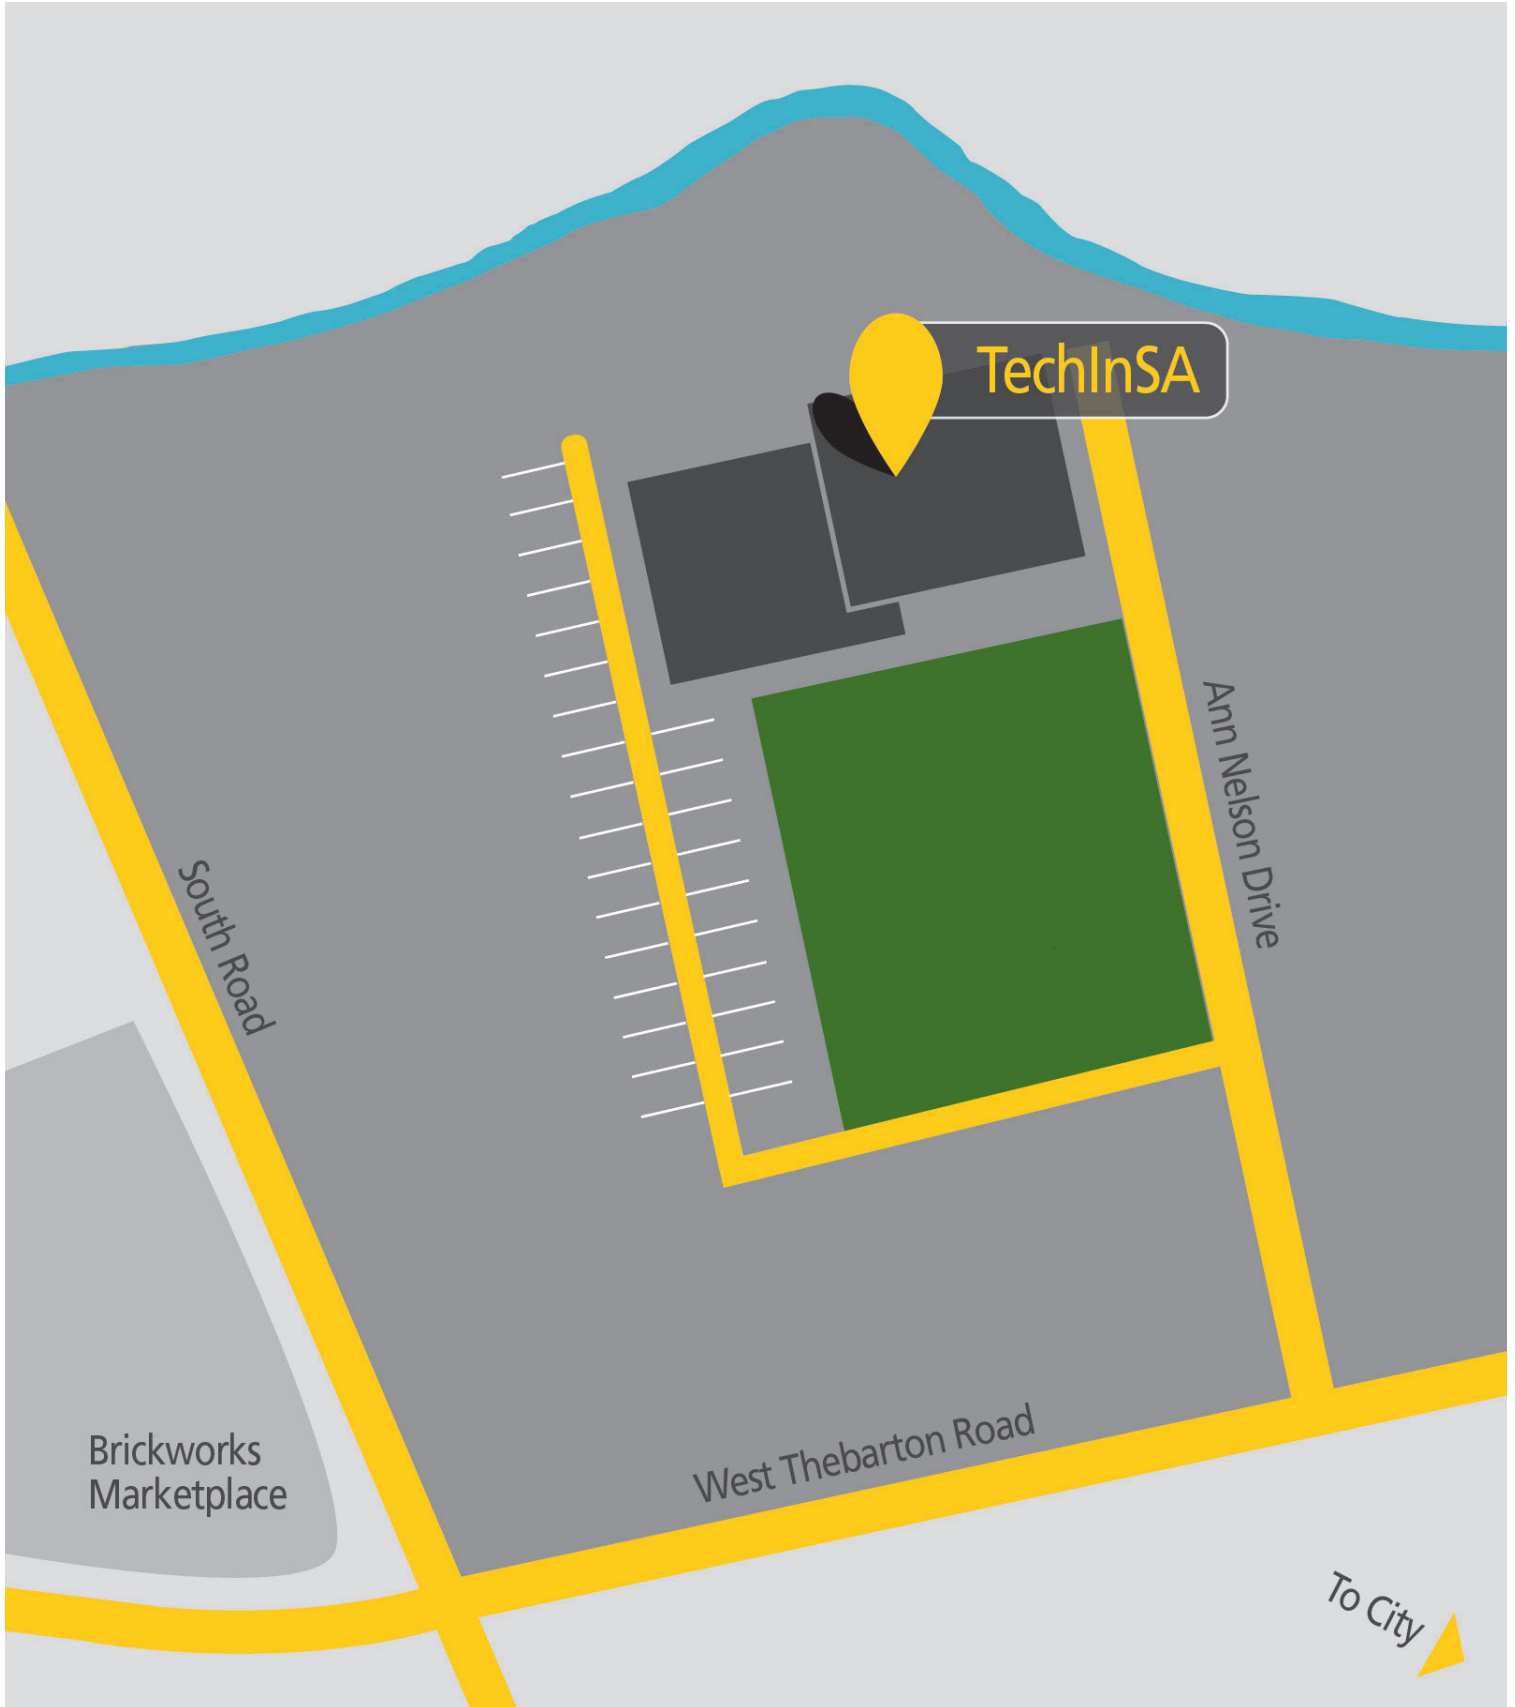 TechInSA
Ann Nelson Drive
South Road
West Thebarton Road
Brickworks
Marketplace
To City